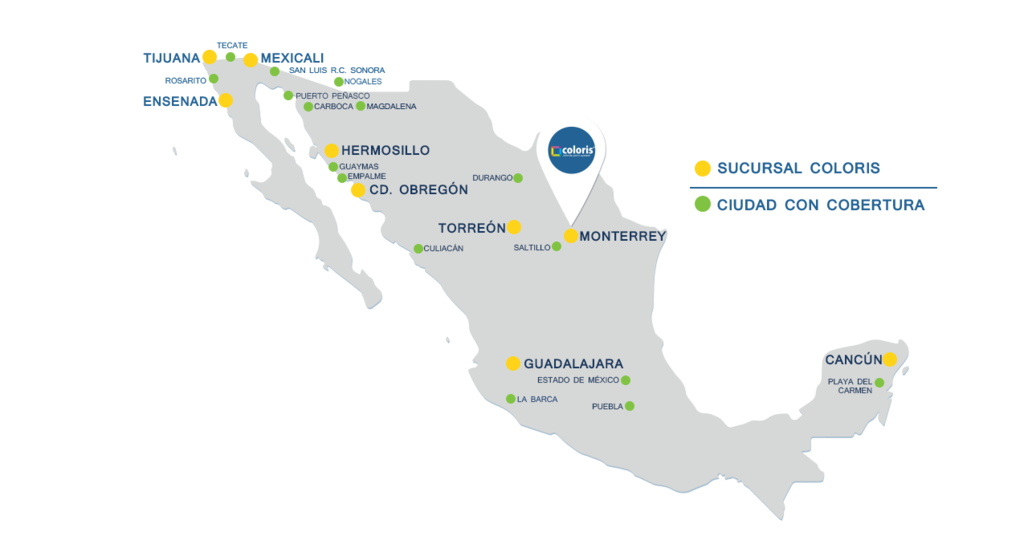 TECATE
TIJUANA
MEXICALI
SAN LUIS R.C. SONORA
ROSARITO
NOGALES
PUERTO PEÑASCO
ENSENADA
CARBOCA
MAGDALENA
coloris
HERMOSILLO
GUAYMAS
EMPALME
DURANGO
CD. OBREGÓN
SUCURSAL COLORIS
CIUDAD CON COBERTURA
TORREÓN
MONTERREY
SALTILLO
CULIACÁN
GUADALAJARA
ESTADO DE MÉXICO
LA BARCA
PUEBLA
CANCÚN
PLAYA DEL
CARMEN